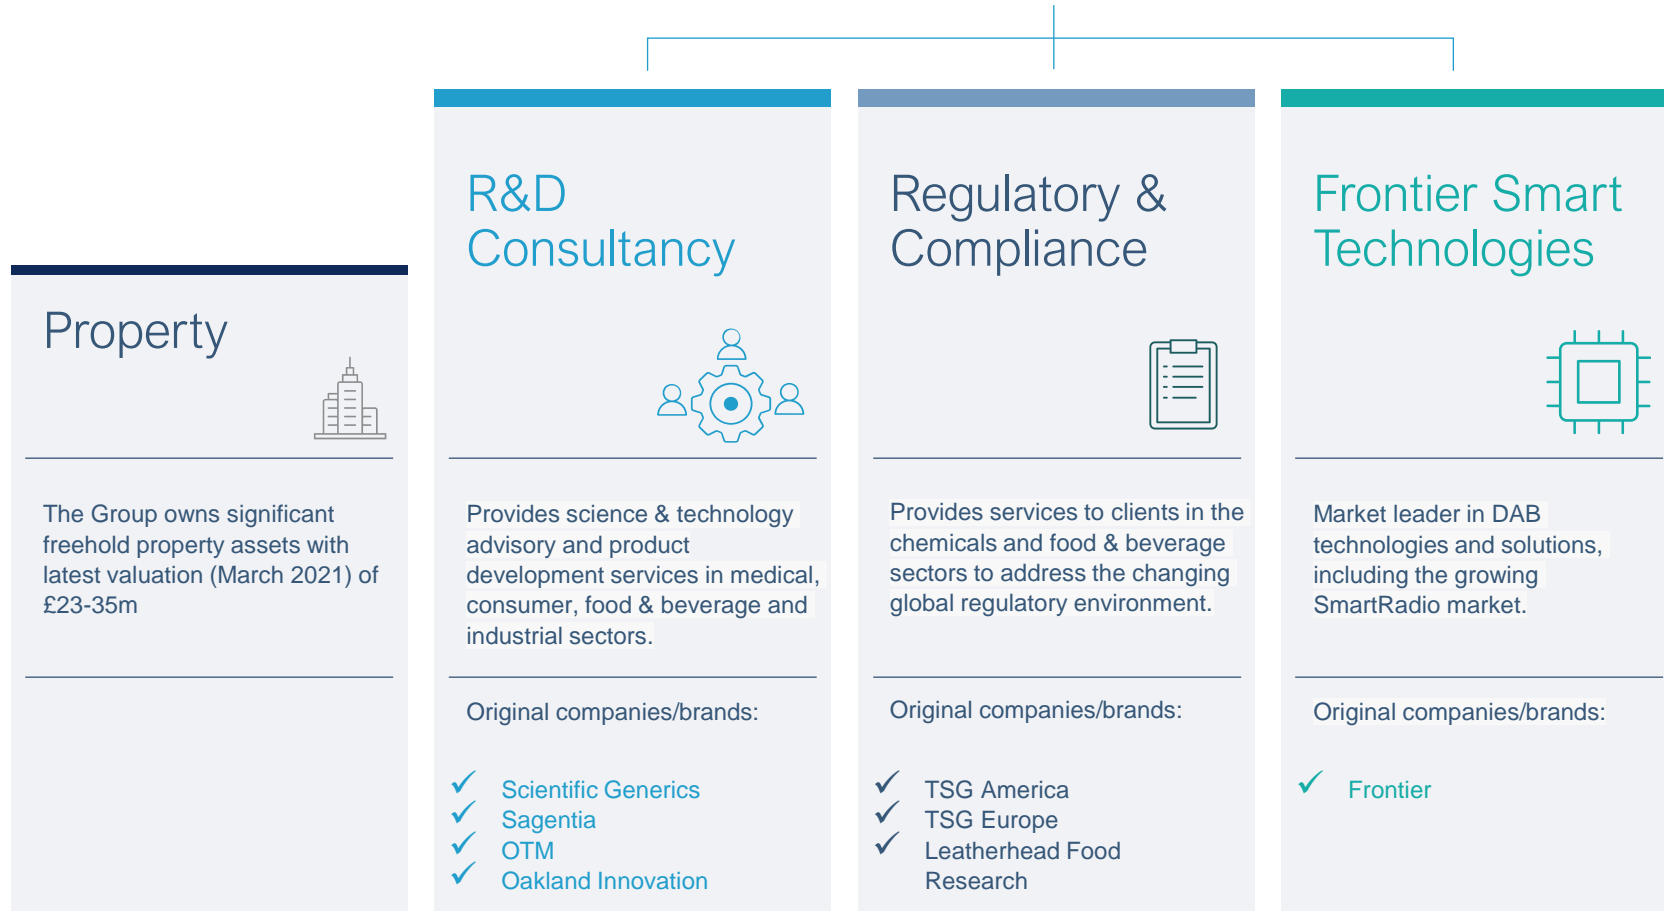 Property
The Group owns significant
freehold property assets with
latest valuation (March 2021) of
£23-35m
R&D
Consultancy
Provides science & technology
advisory and product
development services in medical,
consumer, food & beverage and
industrial sectors.
Original companies/brands:
✓ Scientific Generics
✓ Sagentia
✓ OTM
✓ Oakland Innovation
Regulatory &
Compliance
Provides services to clients in the
chemicals and food & beverage
sectors to address the changing
global regulatory environment.
Original companies/brands:
✓ TSG America
✓ TSG Europe
✓ Leatherhead Food
Research
Frontier Smart
Technologies
Market leader in DAB
technologies and solutions,
including the growing
SmartRadio market.
Original companies/brands:
✓ Frontier